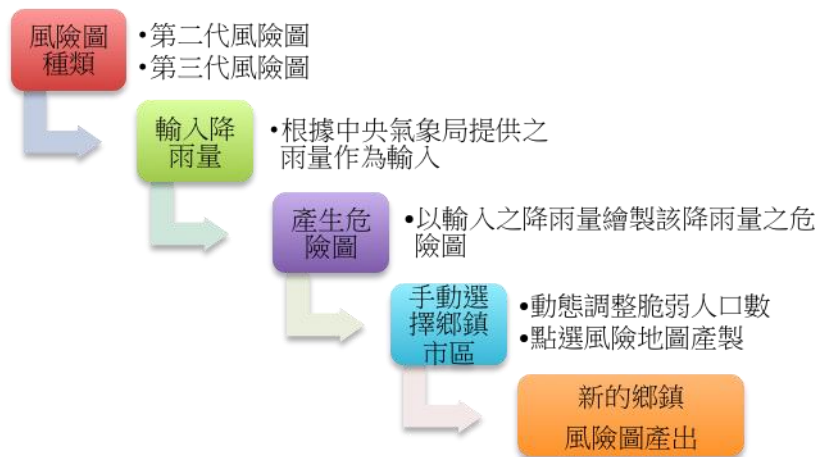 風險圖
種類
•第二代風險圖
•第三代風險圖
輸入降
雨量
•根據中央氣象局提供之
雨量作為輸入
產生危
險圖
•以輸入之降雨量繪製該降雨量之危
險圖
手動選
擇鄉鎮
市區
•動態調整脆弱人口數
•點選風險地圖產製
新的鄉鎮
風險圖產出